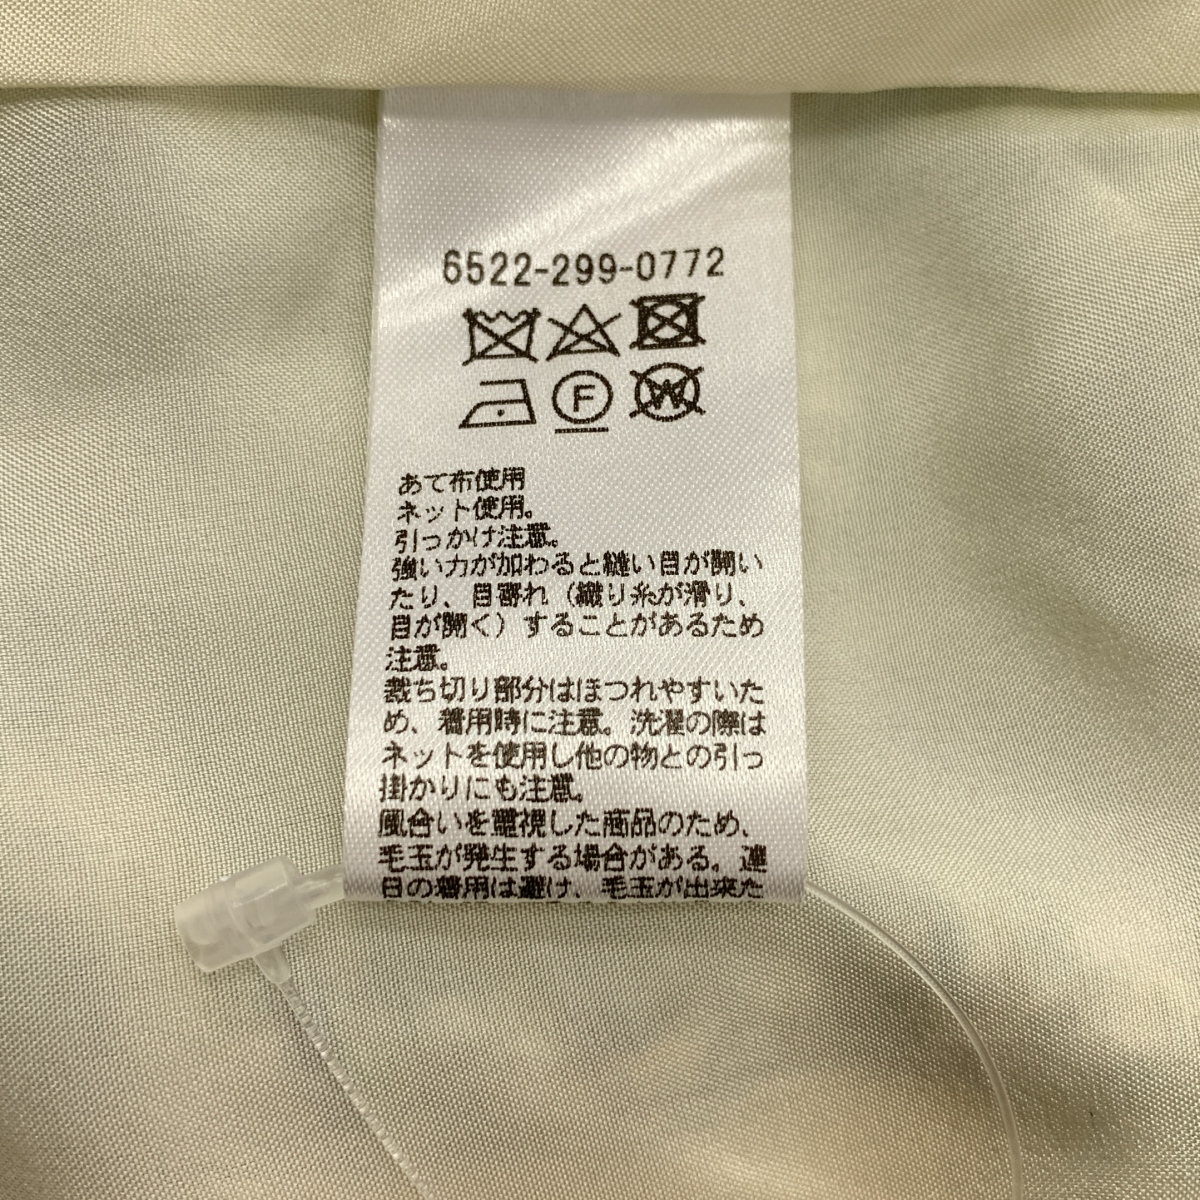 6522-299-0772
F
W
あて布使用
ネット使用。
引っかけ注意。
強い力が加わると縫い目が開い
たり、目寄れ（織り糸が滑り、
目が開く）することがあるため
注意。
裁ち切り部分はほつれやすいた
め、着用時に注意。洗濯の際は
ネットを使用し他の物との引っ
掛かりにも注意。
風合いを重視した商品のため、
毛玉が発生する場合がある。連
日の着用は避け、毛玉が出来た